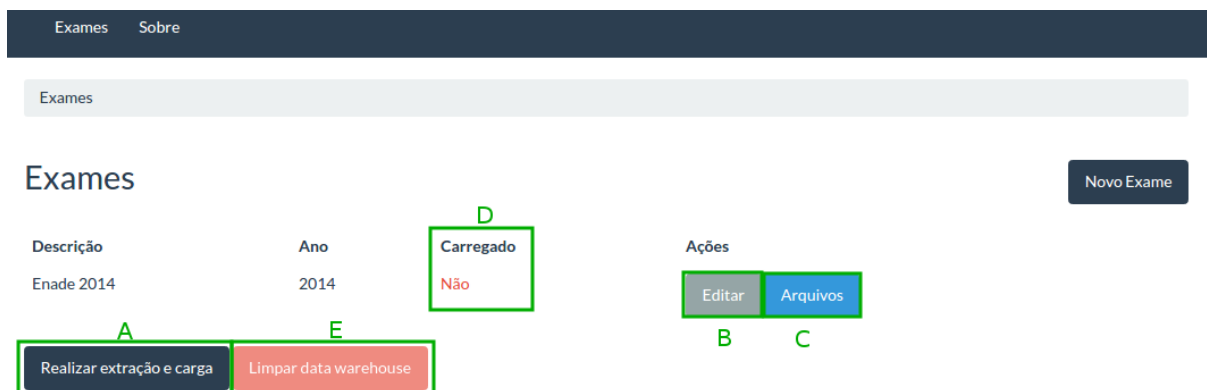 Exames Sobre
Exames
Exames
Novo Exame
D
Descrição Ano Carregado Ações
Enade 2014 2014 Não Editar Arquivos
A E B C
Realizar extração e carga Limpar data warehouse